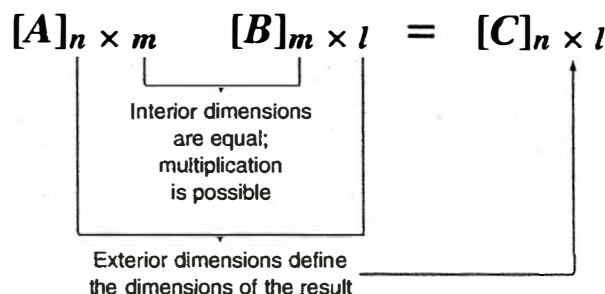 [A]n × m [B]m × l = [C]n × l
Interior dimensions
are equal;
multiplication
is possible
Exterior dimensions define
the dimensions of the result